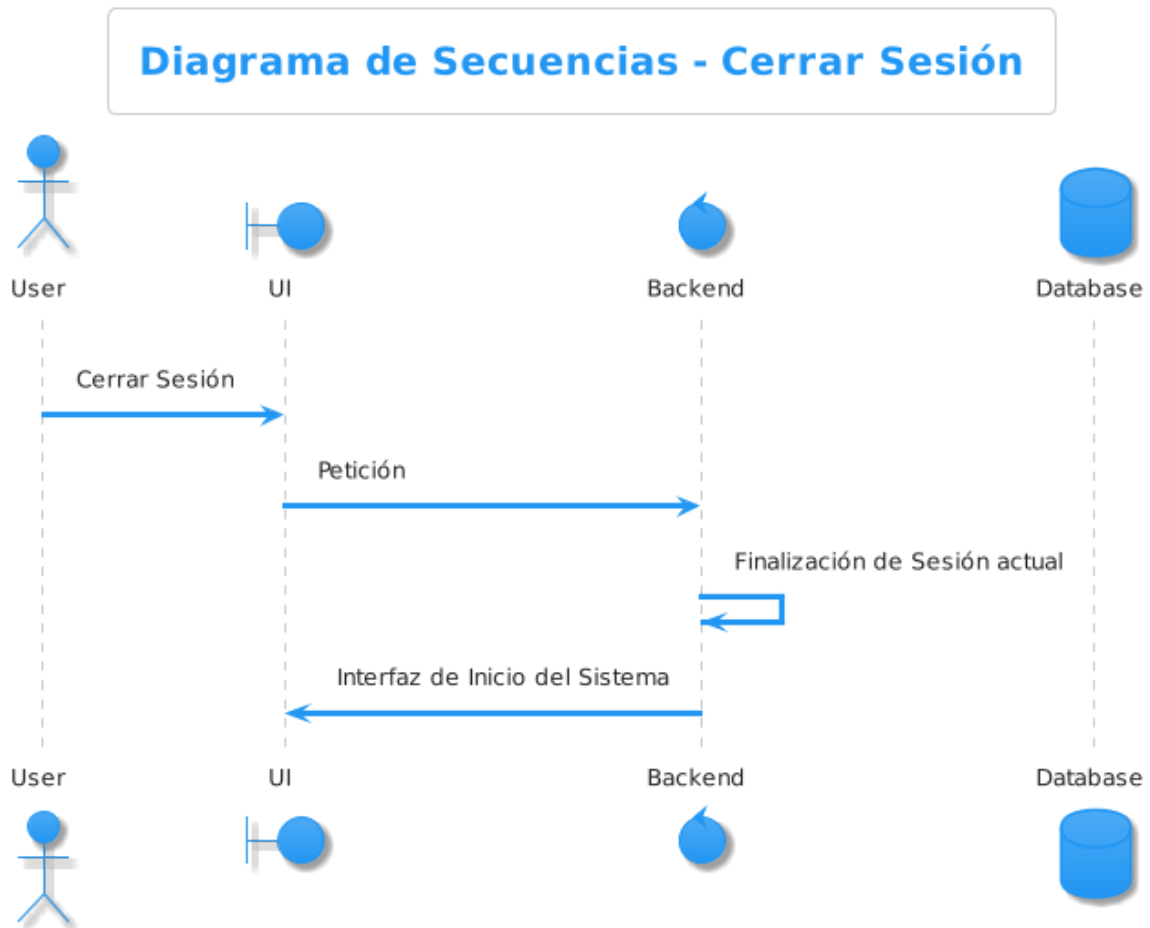 Diagrama de Secuencias - Cerrar Sesión
User
UI
Backend
Database
Cerrar Sesión
Petición
Finalización de Sesión actual
Interfaz de Inicio del Sistema
User
UI
Backend
Database